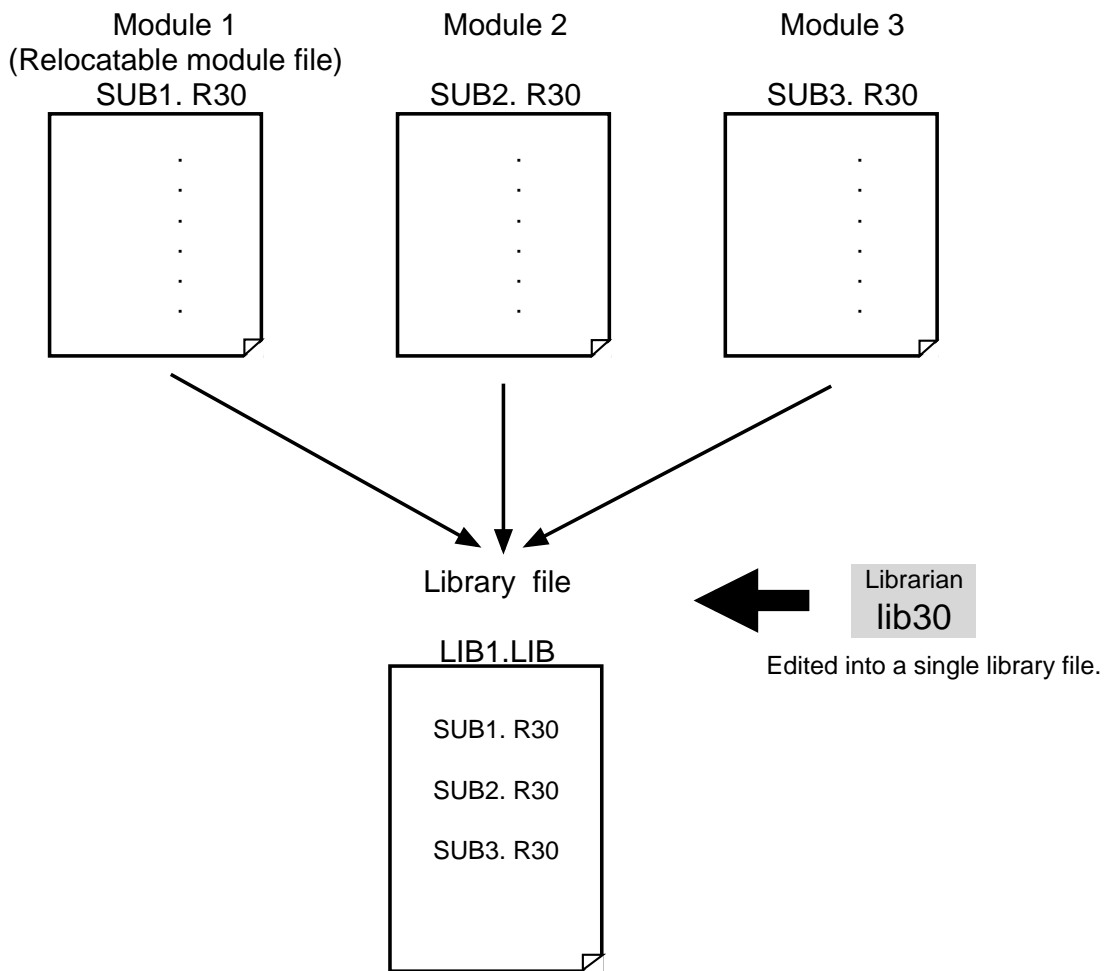 Module 1
(Relocatable module file)
SUB1. R30
Module 2
SUB2. R30
Module 3
SUB3. R30
Library file
LIB1.LIB
SUB1. R30
SUB2. R30
SUB3. R30
Librarian
lib30
Edited into a single library file.